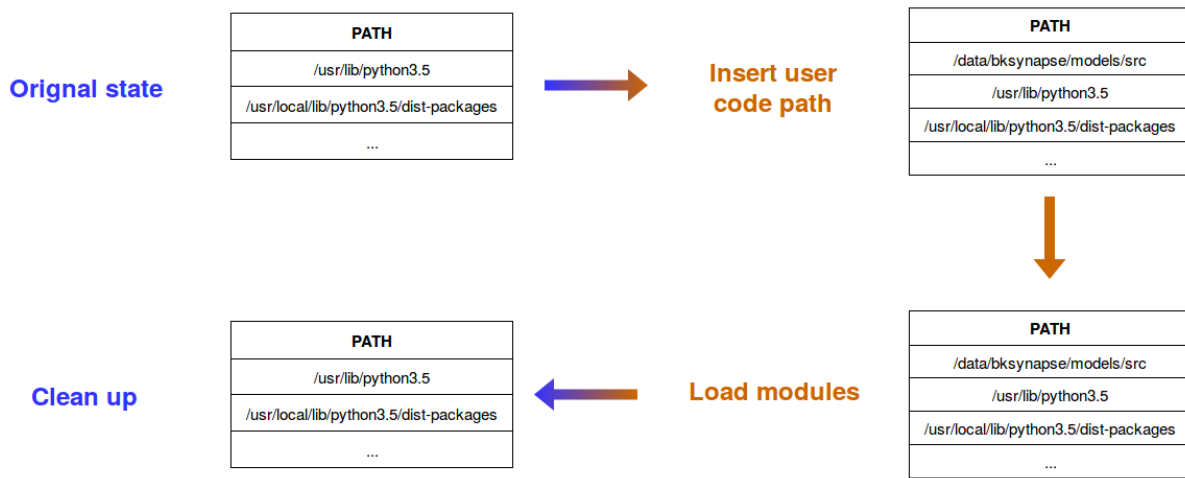 Orignal state
PATH
/usr/lib/python3.5
/usr/local/lib/python3.5/dist-packages
...
Insert user
code path
PATH
/data/bksynapse/models/src
/usr/lib/python3.5
/usr/local/lib/python3.5/dist-packages
...
Clean up
PATH
/usr/lib/python3.5
/usr/local/lib/python3.5/dist-packages
...
Load modules
PATH
/data/bksynapse/models/src
/usr/lib/python3.5
/usr/local/lib/python3.5/dist-packages
...